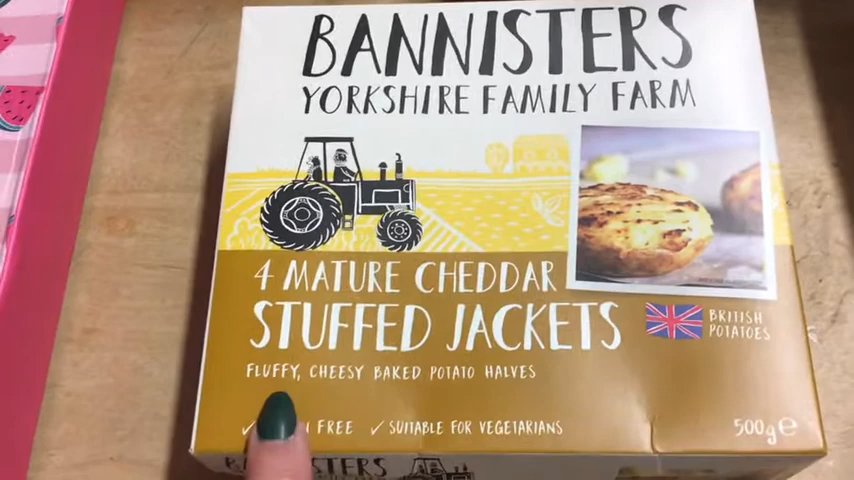 BANNISTERS
YORKSHIRE FAMILY FARM
4 MATURE CHEDDAR
STUFFED JACKETS
BRITISH
POTATOES
FLUFFY, CHEESY BAKED POTATO HALVES
✓ FREE ✓ SUITABLE FOR VEGETARIANS
500g e